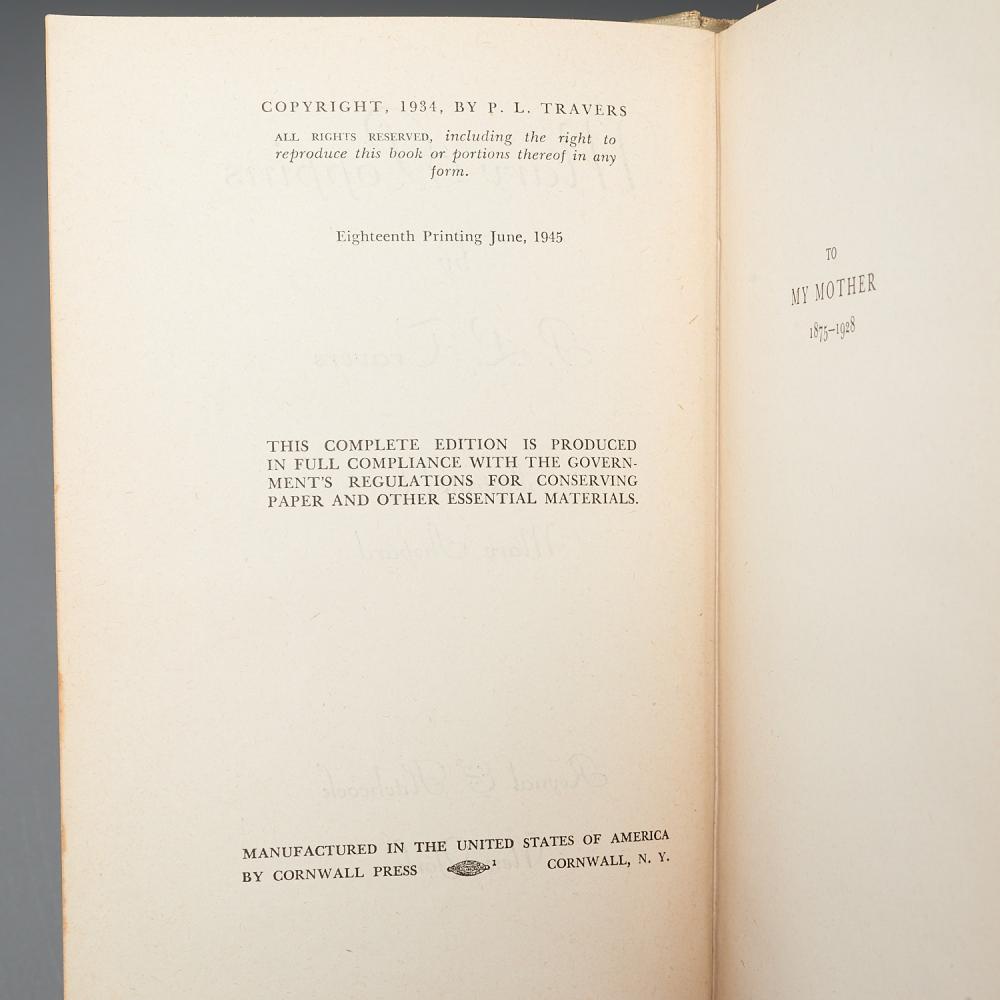 COPYRIGHT, 1934, BY P. L. TRAVERS
ALL RIGHTS RESERVED, including the right to
reproduce this book or portions thereof in any
form.
Eighteenth Printing June, 1945
THIS COMPLETE EDITION IS PRODUCED
IN FULL COMPLIANCE WITH THE GOVERN-
MENT'S REGULATIONS FOR CONSERVING
PAPER AND OTHER ESSENTIAL MATERIALS.
MANUFACTURED IN THE UNITED STATES OF AMERICA
BY CORNWALL PRESS 1 CORNWALL, N. Y.
TO
MY MOTHER
1875–1928